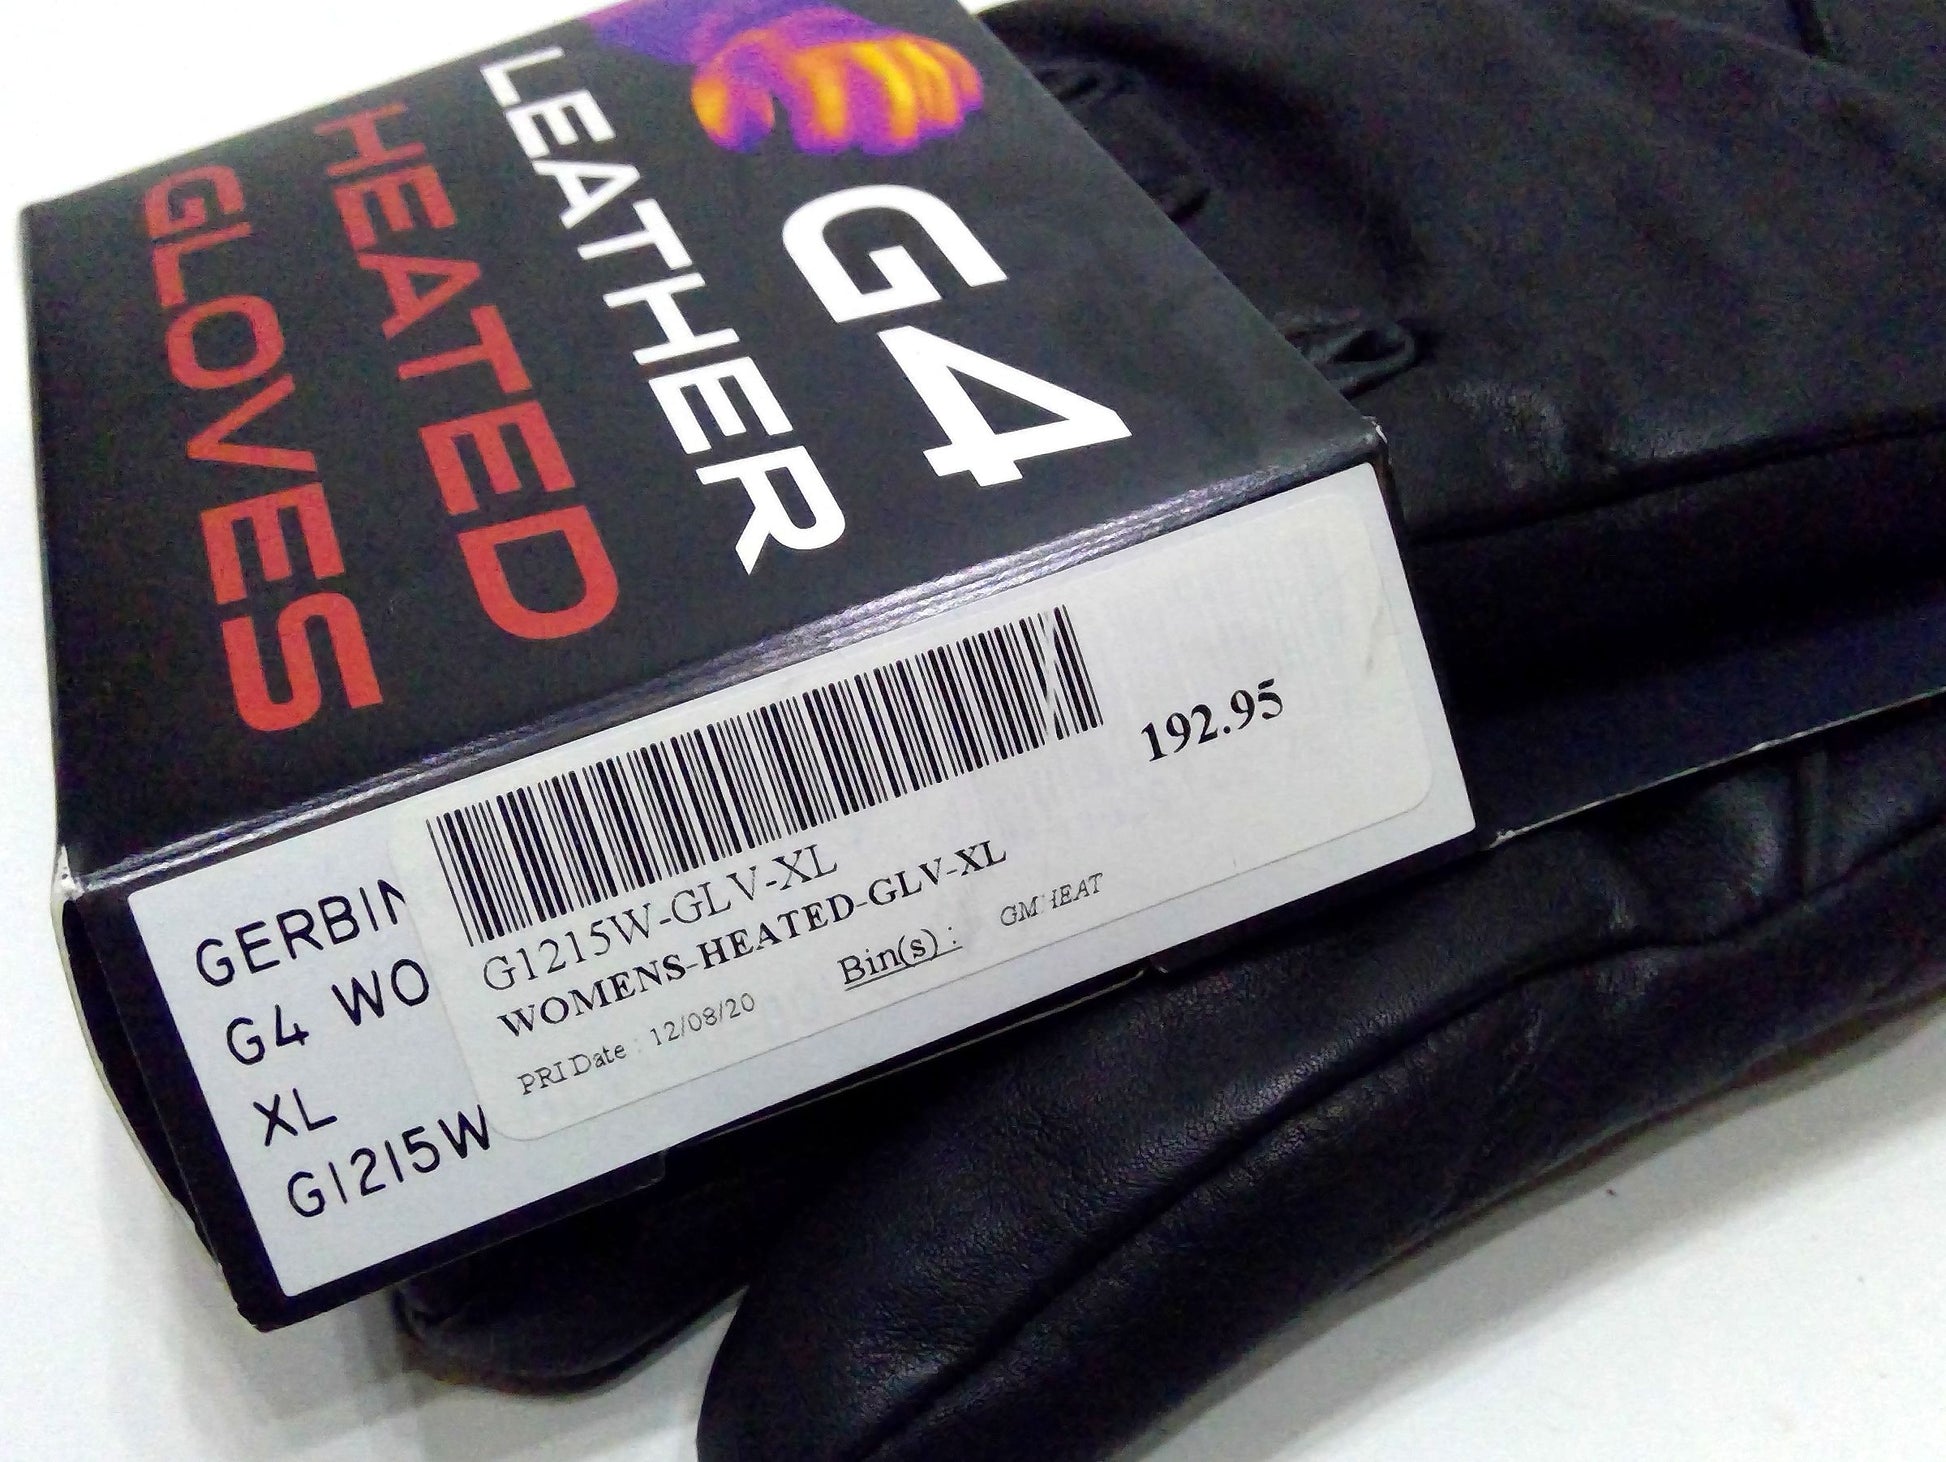 G4
LEATHER
HEATED
GLOVES
192.95
G1215W-GLV-XL
WOMENS-HEATED-GLV-XL
Bin(s) :
PRI Date : 12/08/20
G4 WO
XL
G1215W